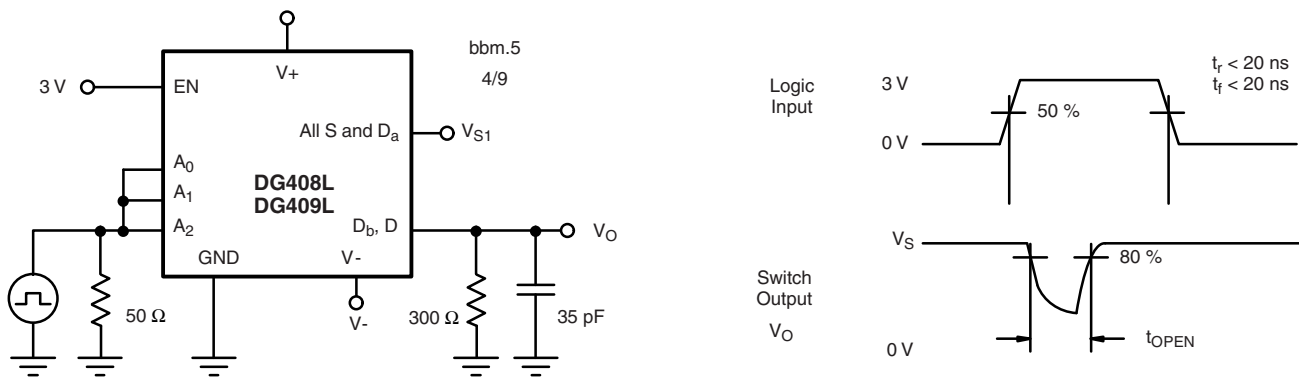 V+
bbm.5
4/9
3 V
EN
All S and Da
VS1
A0
A1
A2
DG408L
DG409L
Db, D
VO
GND
V-
50 Ω
V-
300 Ω
35 pF
Logic
Input
3 V
0 V
50 %
tr < 20 ns
tf < 20 ns
VS
80 %
Switch
Output
VO
0 V
tOPEN